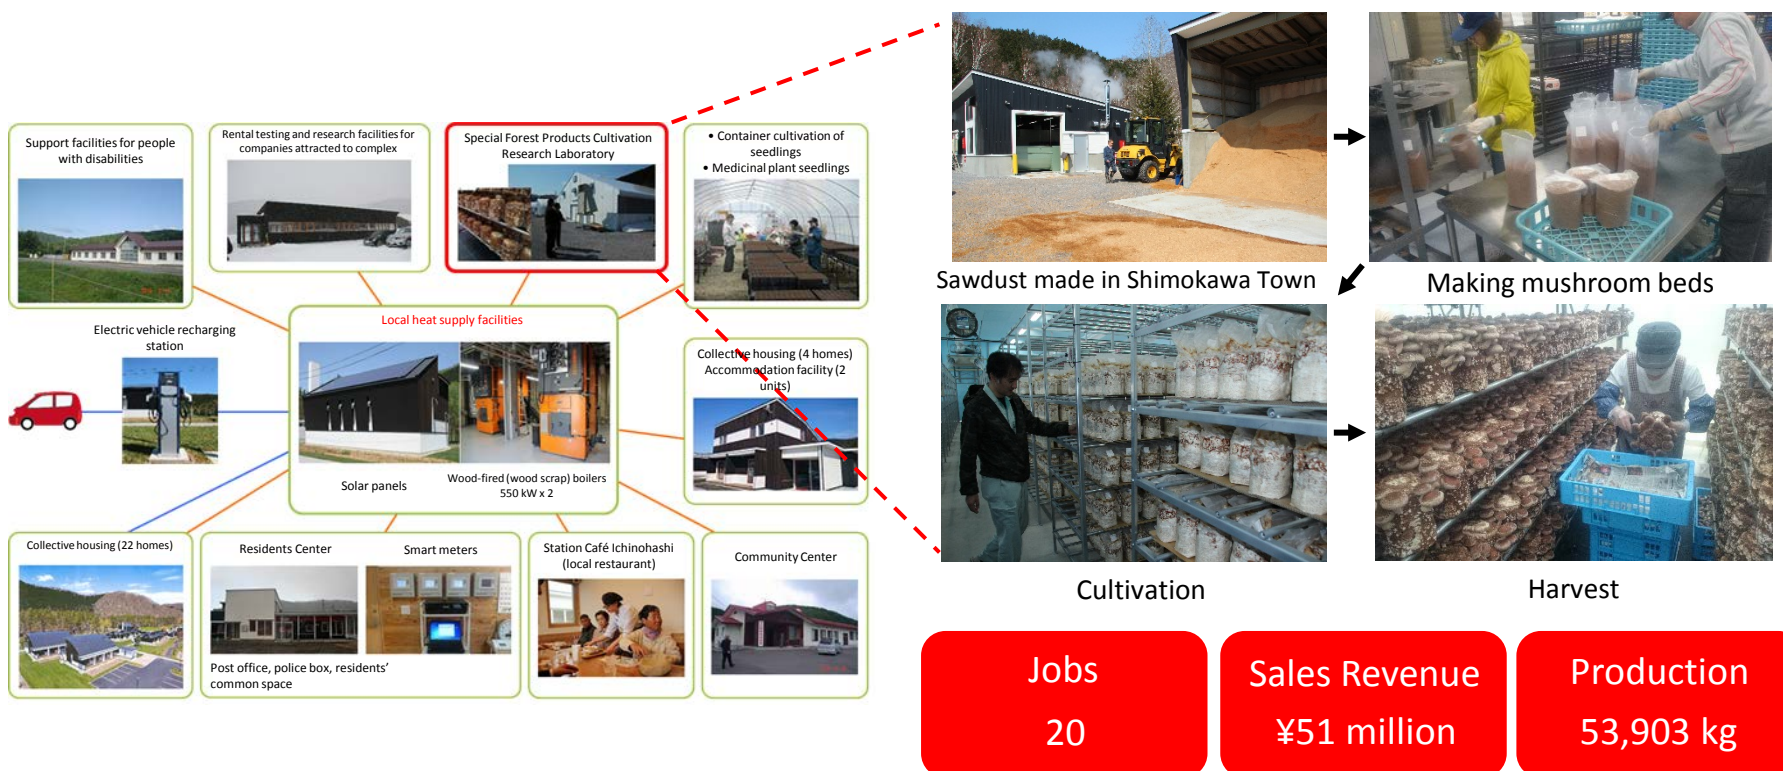 Support facilities for people
with disabilities
Rental testing and research facilities for
companies attracted to complex
Special Forest Products Cultivation
Research Laboratory
• Container cultivation of
seedlings
• Medicinal plant seedlings
Electric vehicle recharging
station
Local heat supply facilities
Solar panels
Wood-fired (wood scrap) boilers
550 kW x 2
Collective housing (4 homes)
Accommodation facility (2
units)
Collective housing (22 homes)
Residents Center
Smart meters
Post office, police box, residents'
common space
Station Café Ichinohashi
(local restaurant)
Community Center
Sawdust made in Shimokawa Town
Making mushroom beds
Cultivation
Harvest
Jobs
20
Sales Revenue
¥51 million
Production
53,903 kg